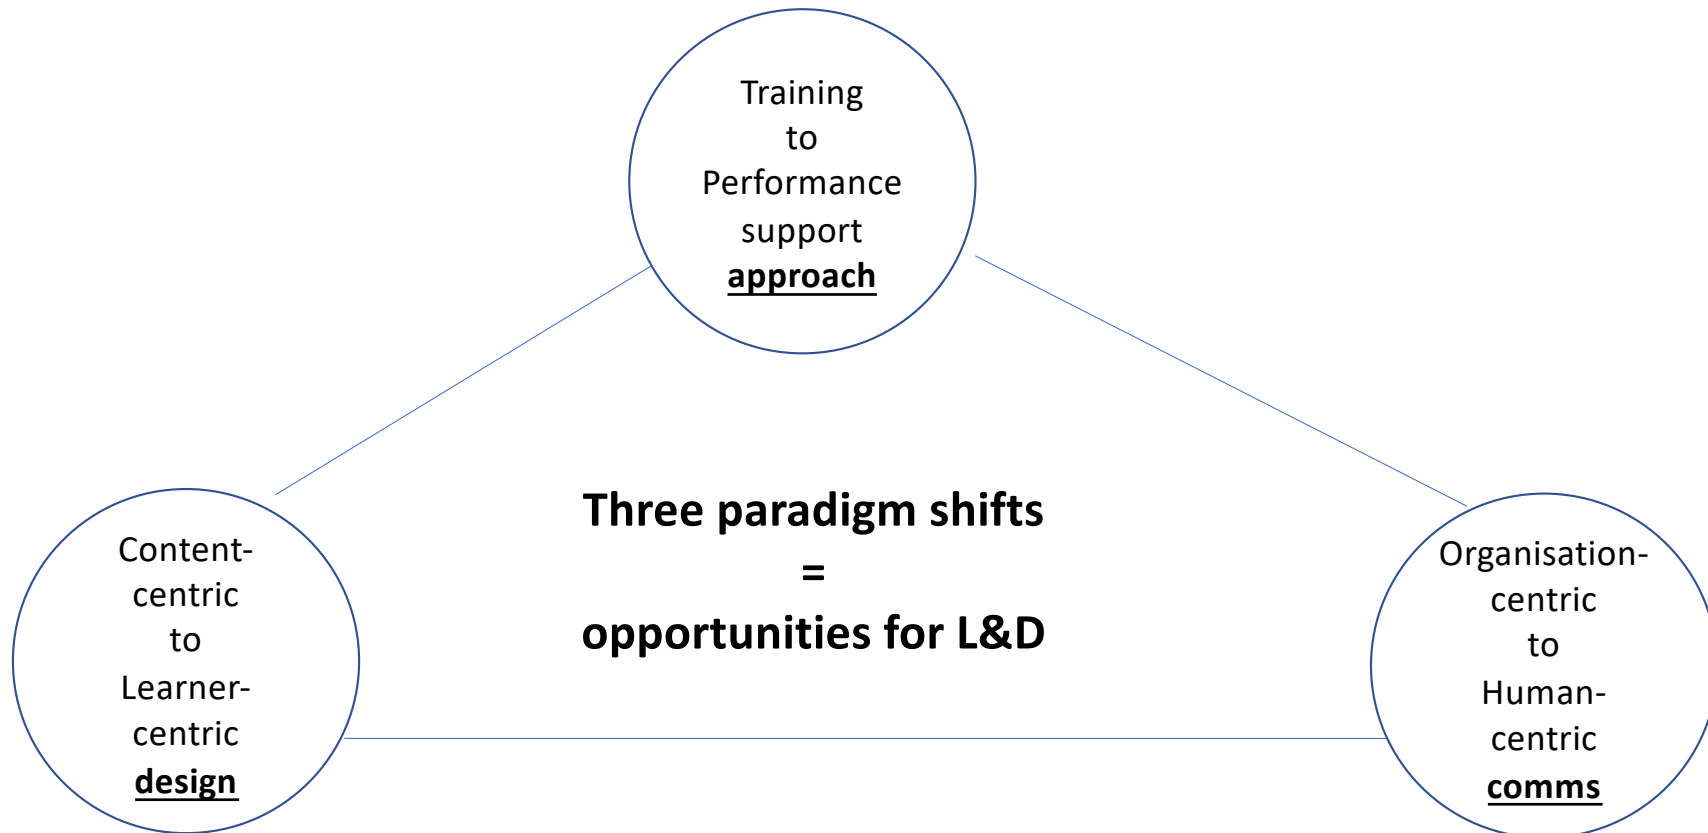 Training
to
Performance
support
approach
Three paradigm shifts
=
opportunities for L&D
Content-
centric
to
Learner-
centric
design
Organisation-
centric
to
Human-
centric
comms